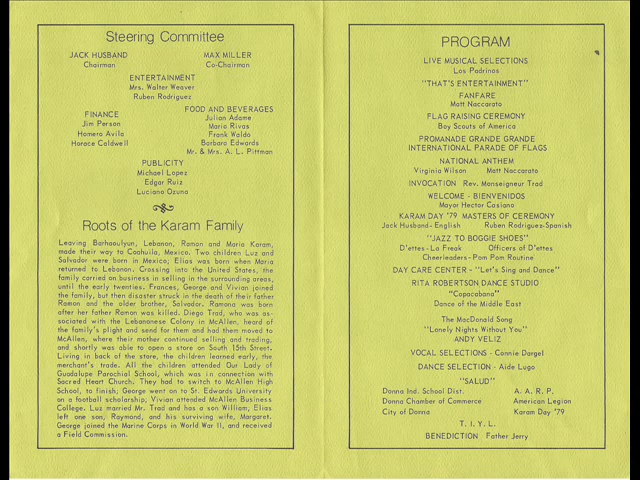 Steering Committee
JACK HUSBAND
Chairman
MAX MILLER
Co-Chairman
ENTERTAINMENT
Mrs. Walter Weaver
Ruben Rodriguez
FINANCE
Jim Person
Homero Avila
Horace Caldwell
FOOD AND BEVERAGES
Julian Adame
Mario Rivas
Frank Waldo
Barbara Edwards
Mr. & Mrs. A. L. Pittman
PUBLICITY
Michael Lopez
Edgar Ruiz
Luciano Ozuna
Roots of the Karam Family
Leaving Barhaoulyun, Lebanon, Ramon and Maria Karam,
made their way to Coahuila, Mexico. Two children Luz and
Salvador were born in Mexico; Elias was born when Maria
returned to Lebanon. Crossing into the United States, the
family carried on business in selling in the surrounding areas,
until the early twenties. Frances, George and Vivian joined
the family, but then disaster struck in the death of their father
Ramon and the older brother, Salvador. Ramona was born
after her father Ramon was killed. Diego Trad, who was as-
sociated with the Lebanonese Colony in McAllen, heard of
the family's plight and send for them and had them moved to
McAllen, where their mother continued selling and trading,
and shortly was able to open a store on South 15th Street.
Living in back of the store, the children learned early, the
merchant's trade. All the children attended Our Lady of
Guadalupe Parochial School, which was in connection with
Sacred Heart Church. They had to switch to McAllen High
School, to finish; George went on to St. Edwards University
on a football scholarship, Vivian attended McAllen Business
College. Luz married Mr. Trad and has a son William; Elias
left one son, Raymond, and his surviving wife, Margaret.
George joined the Marine Corps in World War II, and received
a Field Commission.
PROGRAM
LIVE MUSICAL SELECTIONS
Los Padrinos
"THAT'S ENTERTAINMENT"
FANFARE
Matt Naccarato
FLAG RAISING CEREMONY
Boy Scouts of America
PROMANADE GRANDE GRANDE
INTERNATIONAL PARADE OF FLAGS
NATIONAL ANTHEM
Virginia Wilson Matt Naccarato
INVOCATION Rev. Monseigneur Trad
WELCOME - BIENVENIDOS
Mayor Hector Casiano
KARAM DAY '79 MASTERS OF CEREMONY
Jack Husband - English Ruben Rodriguez-Spanish
"JAZZ TO BOGGIE SHOES"
D'ettes - La Freak Officers of D'ettes
Cheerleaders - Pom Pom Routine
DAY CARE CENTER - "Let's Sing and Dance"
RITA ROBERTSON DANCE STUDIO
"Copacabana"
Dance of the Middle East
The MacDonald Song
"Lonely Nights Without You"
ANDY VELIZ
VOCAL SELECTIONS - Connie Dargel
DANCE SELECTION - Aide Lugo
"SALUD"
Donna Ind. School Dist. A. A. R. P.
Donna Chamber of Commerce American Legion
City of Donna Karam Day '79
T. I. Y. L.
BENEDICTION Father Jerry